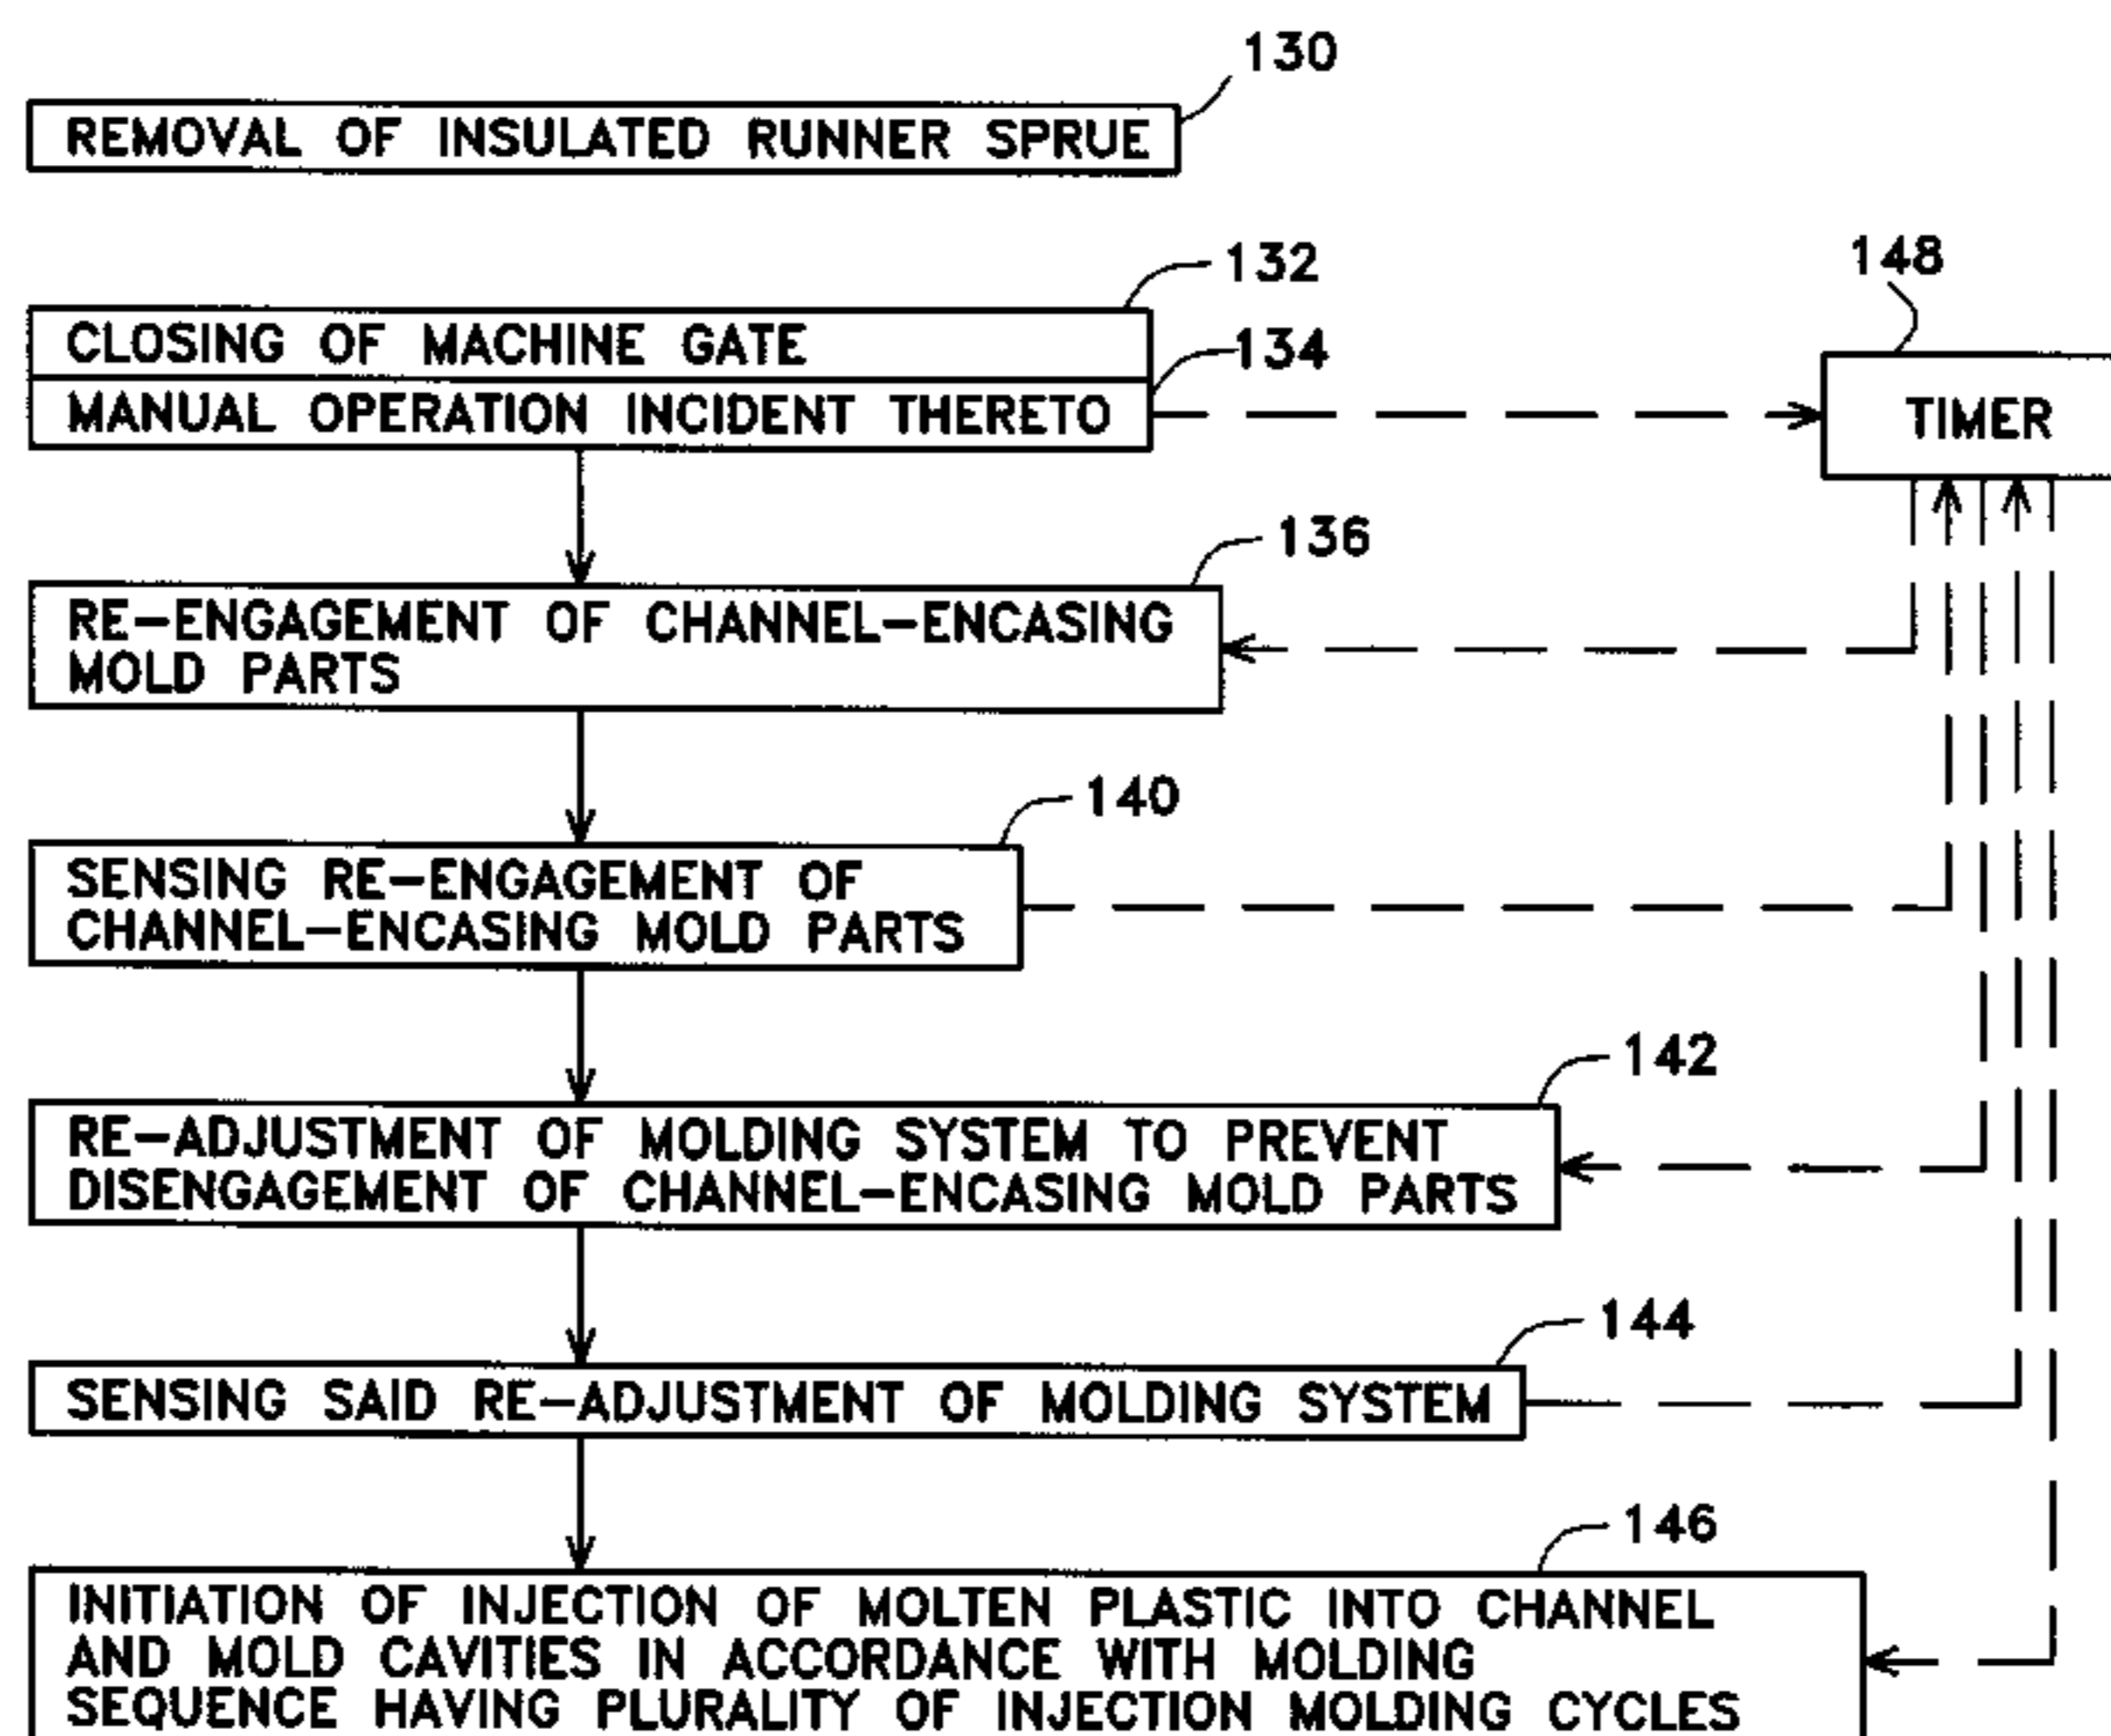 130
REMOVAL OF INSULATED RUNNER SPRUE
132
148
CLOSING OF MACHINE GATE
134
MANUAL OPERATION INCIDENT THERETO
TIMER
136
RE-ENGAGEMENT OF CHANNEL-ENCASING
MOLD PARTS
140
SENSING RE-ENGAGEMENT OF
CHANNEL-ENCASING MOLD PARTS
142
RE-ADJUSTMENT OF MOLDING SYSTEM TO PREVENT
DISENGAGEMENT OF CHANNEL-ENCASING MOLD PARTS
144
SENSING SAID RE-ADJUSTMENT OF MOLDING SYSTEM
146
INITIATION OF INJECTION OF MOLTEN PLASTIC INTO CHANNEL
AND MOLD CAVITIES IN ACCORDANCE WITH MOLDING
SEQUENCE HAVING PLURALITY OF INJECTION MOLDING CYCLES